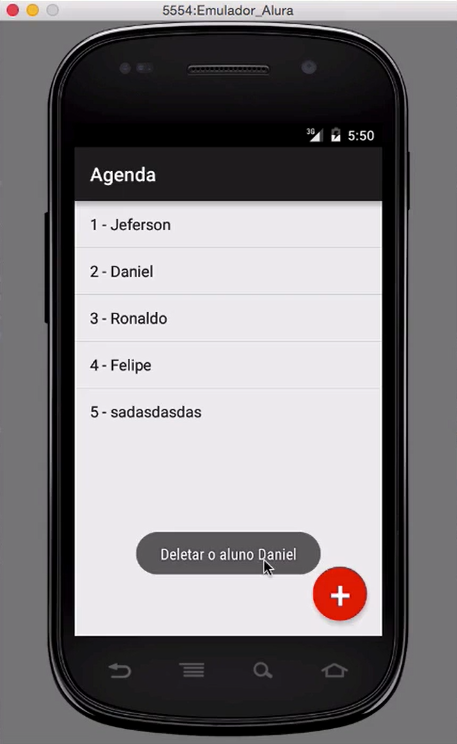 5554:Emulador_Alura
3G 5:50
Agenda
1 - Jeferson
2 - Daniel
3 - Ronaldo
4 - Felipe
5 - sadasdasdas
Deletar o aluno Daniel
+